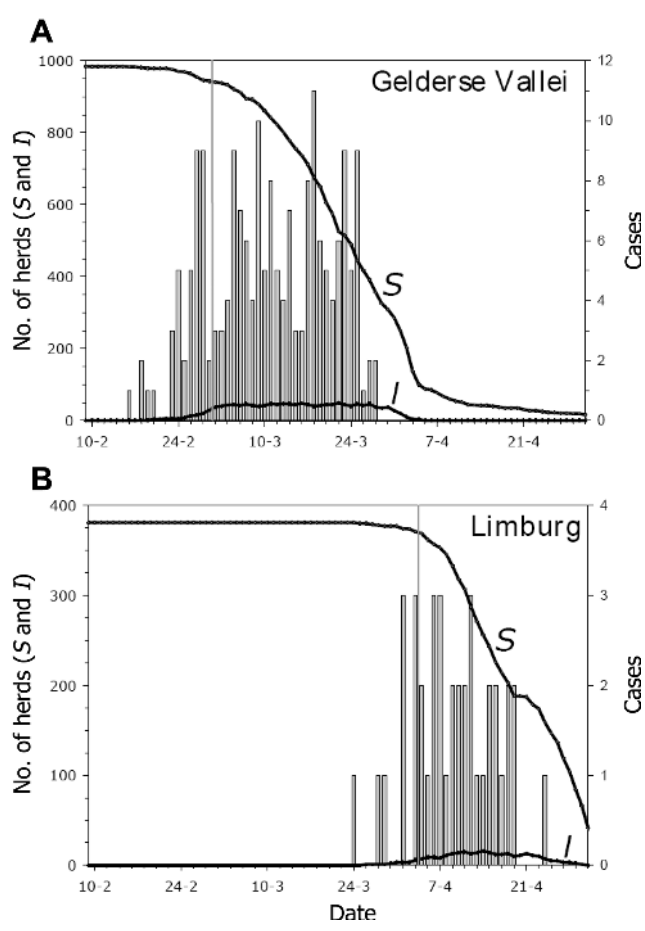 A
Gelderse Vallei
No. of herds (S and I)
1000
800
600
400
200
0
12
10
8
6
4
2
0
Cases
S
I
10-2 24-2 10-3 24-3 7-4 21-4
B
Limburg
No. of herds (S and I)
400
300
200
100
0
4
3
2
1
0
Cases
S
I
10-2 24-2 10-3 24-3 7-4 21-4
Date